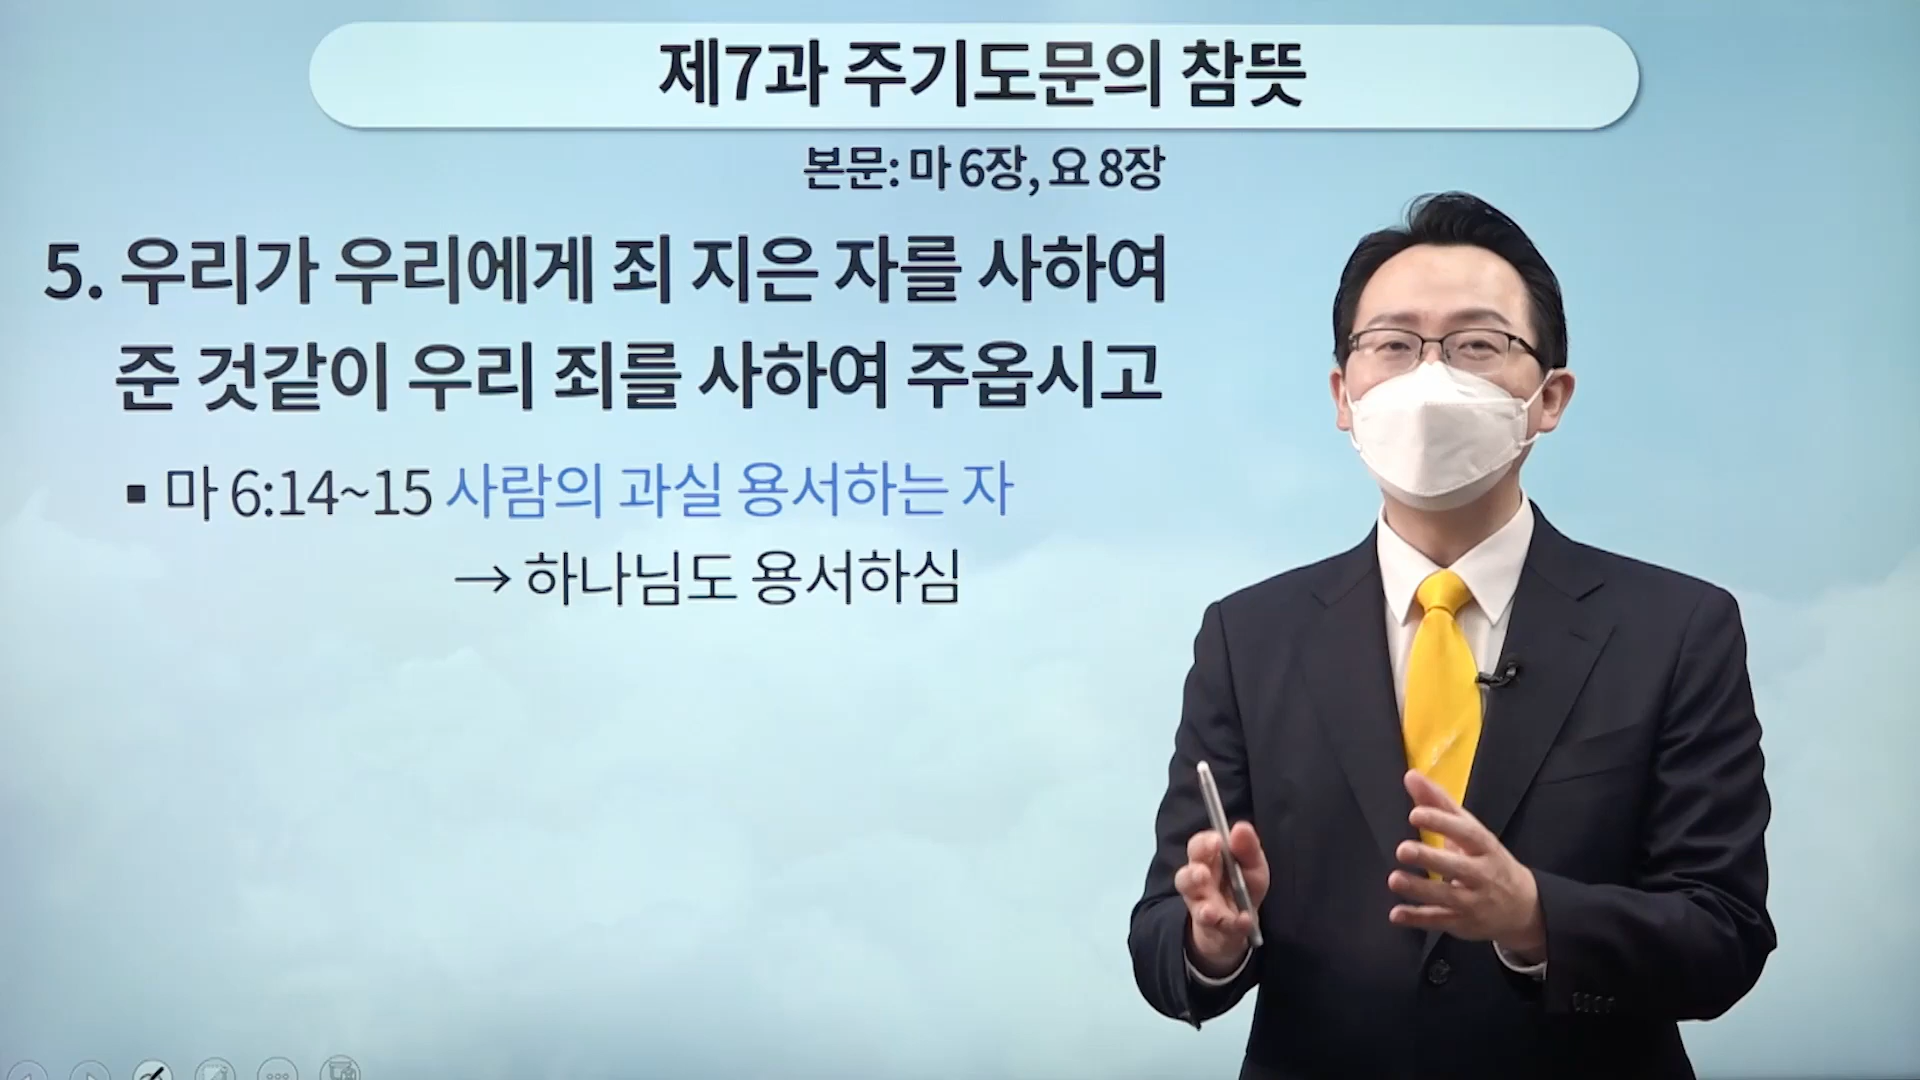 제7과 주기도문의 참뜻
본문: 마 6장, 요 8장
5. 우리가 우리에게 죄 지은 자를 사하여
준 것같이 우리 죄를 사하여 주옵시고
▪ 마 6:14~15 사람의 과실 용서하는 자
→ 하나님도 용서하심